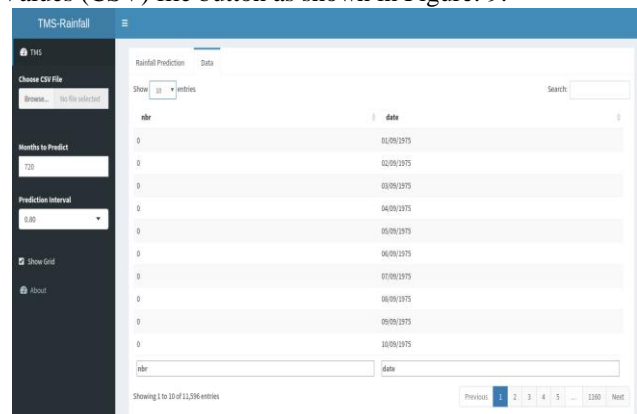 Values (CSV) file button as shown in Figure. 9.
TMS-Rainfall
TMS
Choose CSV File
Browse... No file selected
Months to Predict
720
Prediction Interval
0.80
Show Grid
About
Rainfall Prediction Data
Show 10 entries Search:
nbr date
0 01/09/1975
0 02/09/1975
0 03/09/1975
0 04/09/1975
0 05/09/1975
0 06/09/1975
0 07/09/1975
0 08/09/1975
0 09/09/1975
0 10/09/1975
nbr date
Showing 1 to 10 of 11,596 entries Previous 1 2 3 4 5 ... 1160 Next